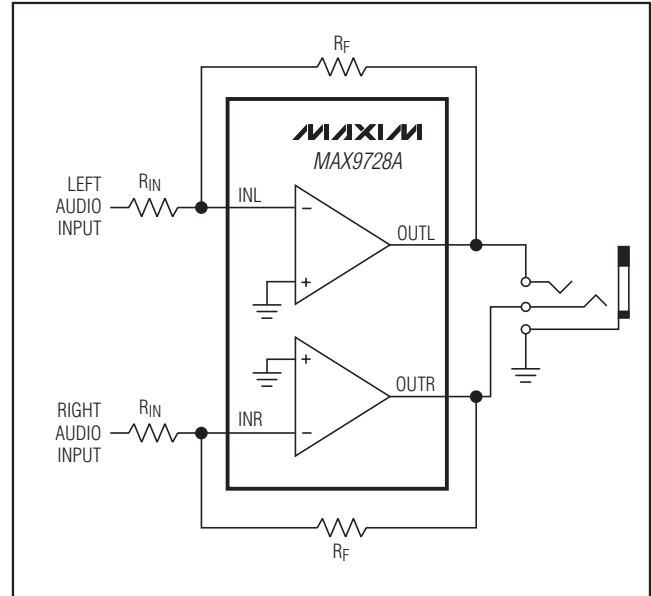 RF
MAXIM
MAX9728A
LEFT
AUDIO
INPUT
RIN
INL
−
+
OUTL
+
−
OUTR
RIGHT
AUDIO
INPUT
RIN
INR
RF